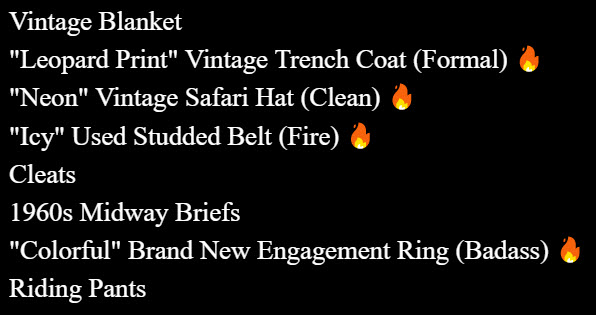 Vintage Blanket
"Leopard Print" Vintage Trench Coat (Formal) 🔥
"Neon" Vintage Safari Hat (Clean) 🔥
"Icy" Used Studded Belt (Fire) 🔥
Cleats
1960s Midway Briefs
"Colorful" Brand New Engagement Ring (Badass) 🔥
Riding Pants